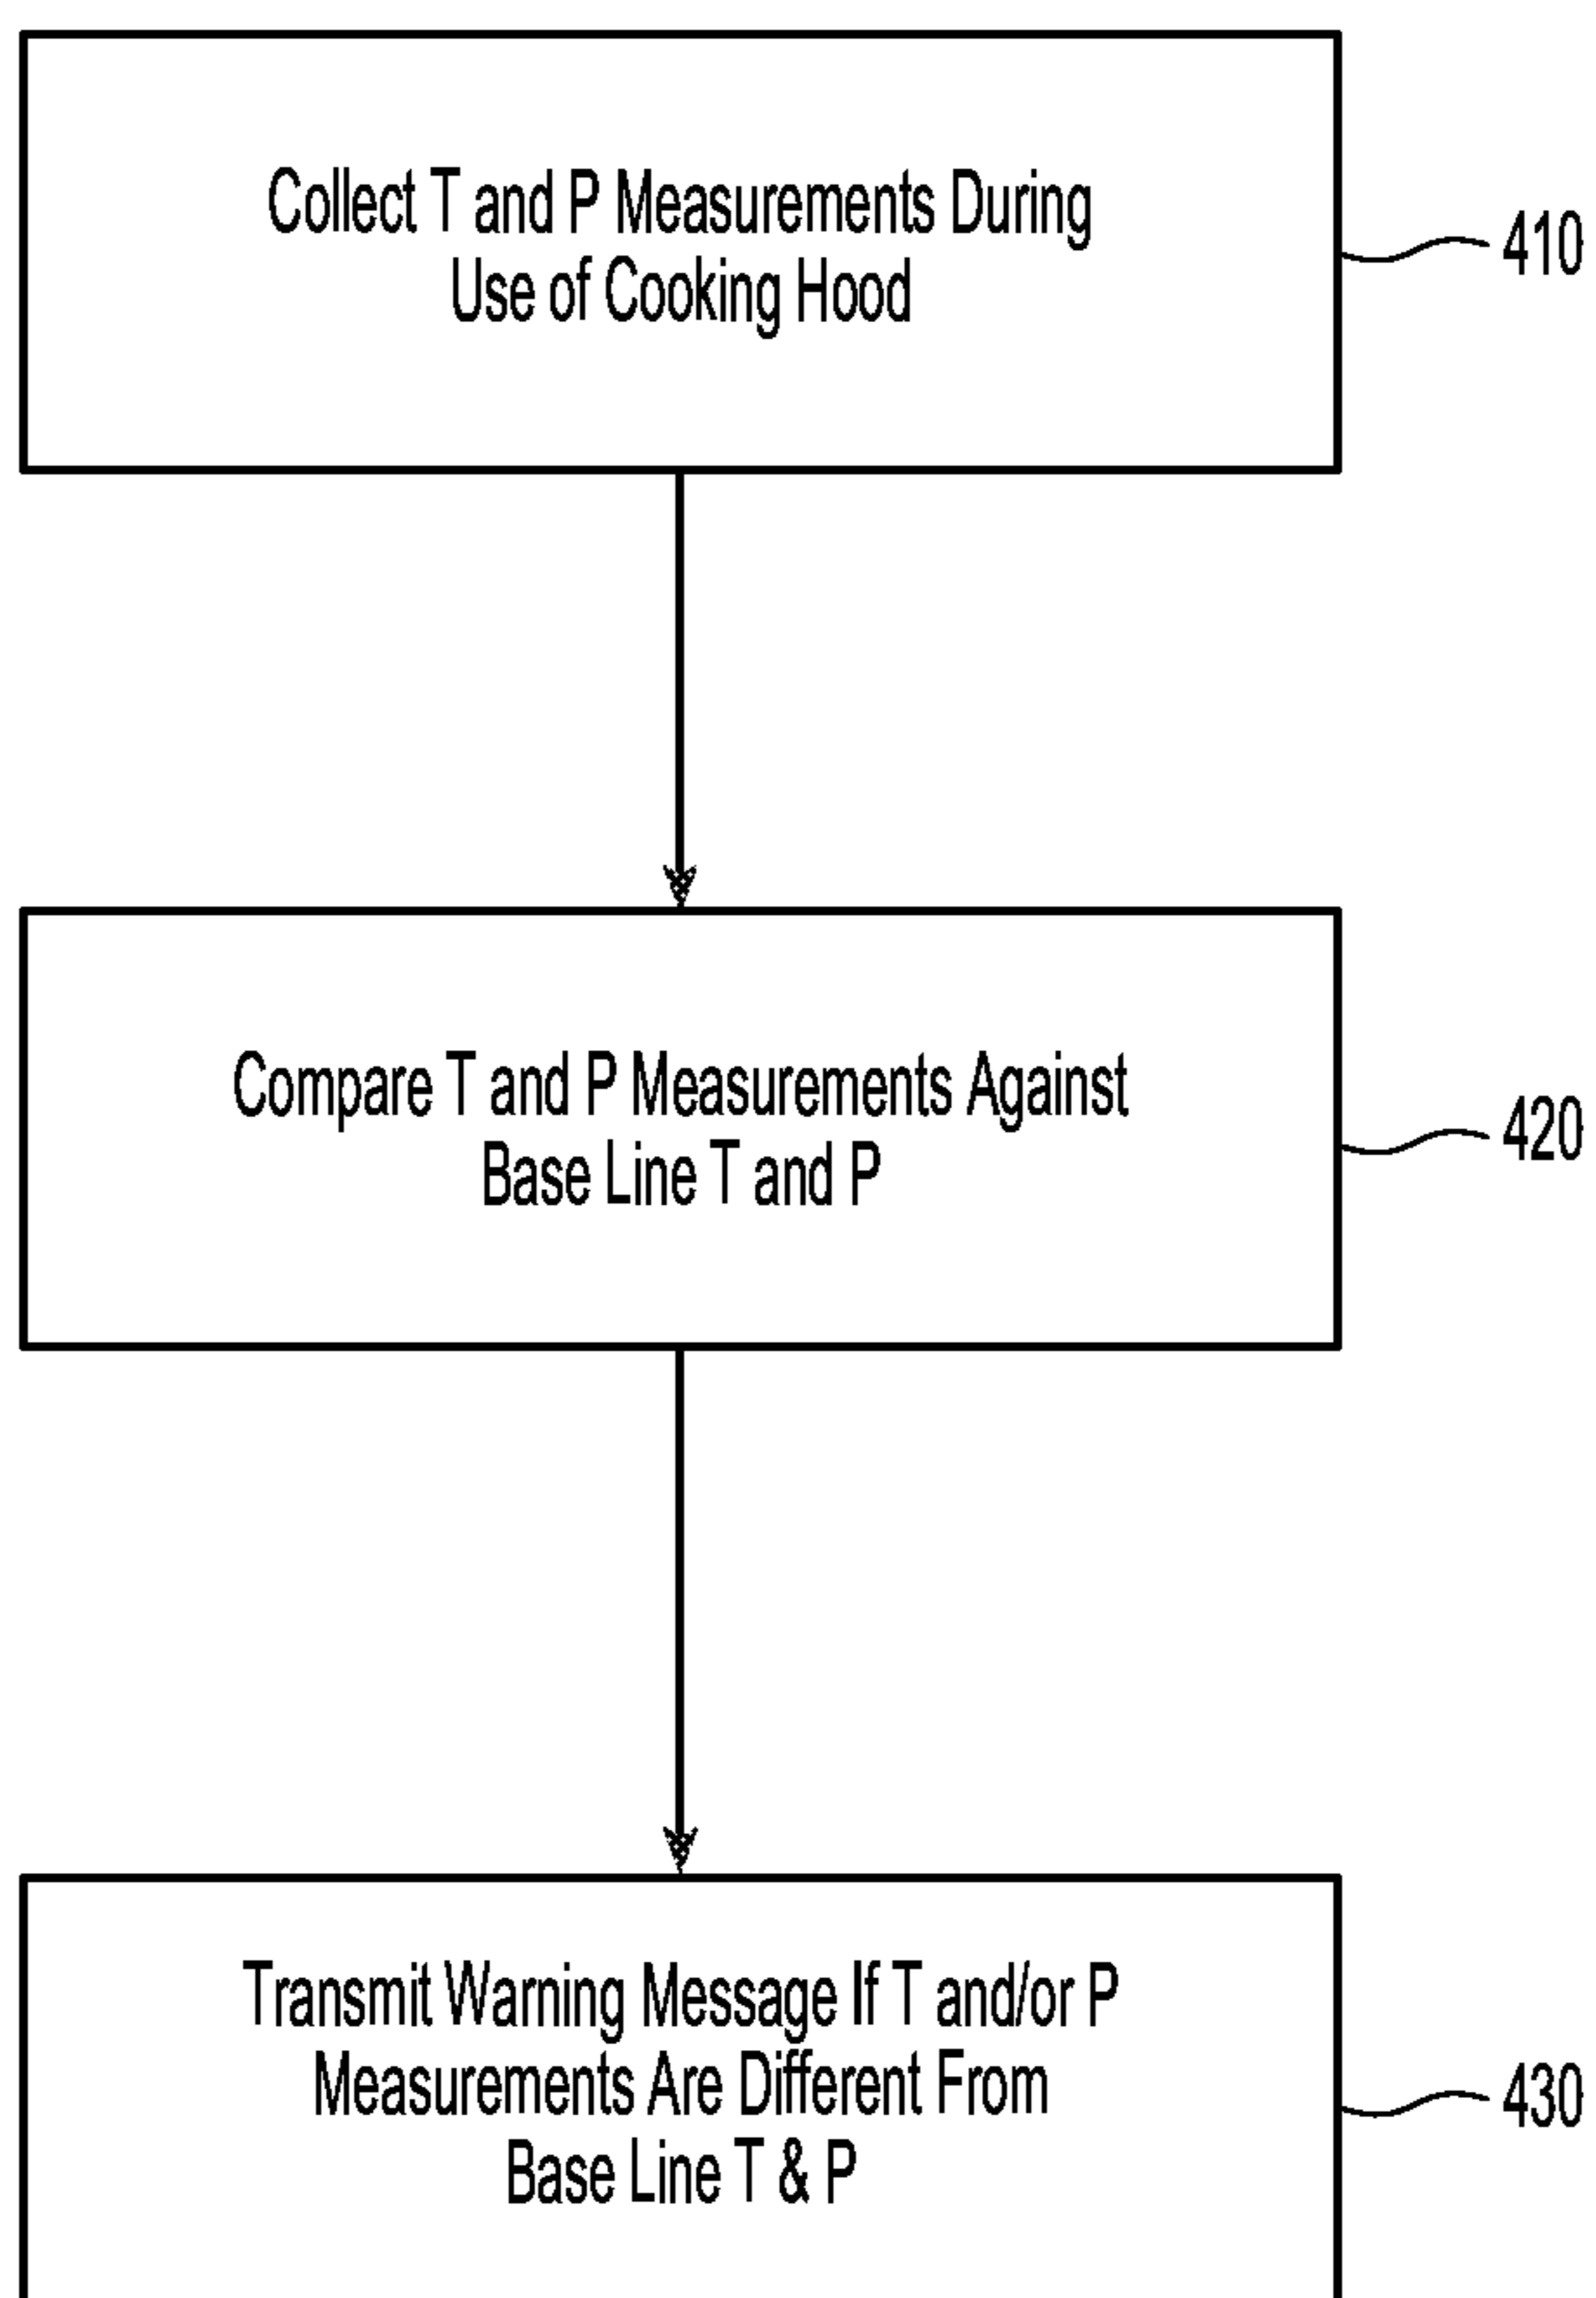 Collect T and P Measurements During
Use of Cooking Hood
410
Compare T and P Measurements Against
Base Line T and P
420
Transmit Warning Message If T and/or P
Measurements Are Different From
Base Line T & P
430